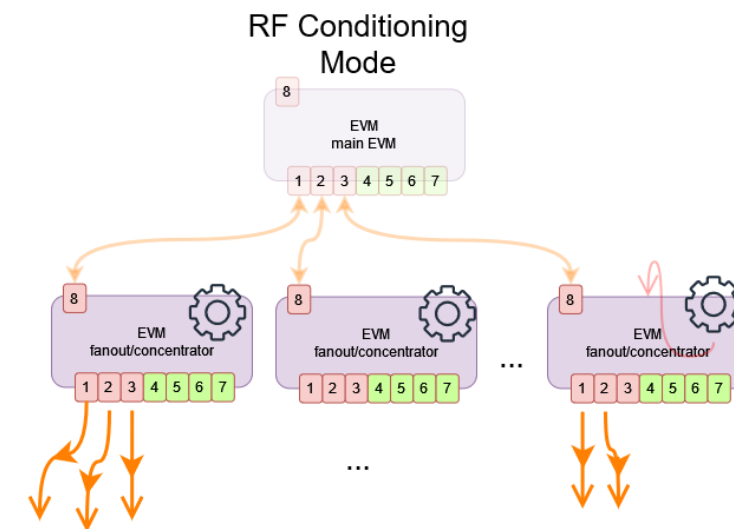 RF Conditioning
Mode
8
EVM
main EVM
1 2 3 4 5 6 7
8
EVM
fanout/concentrator
1 2 3 4 5 6 7
8
EVM
fanout/concentrator
1 2 3 4 5 6 7
...
8
EVM
fanout/concentrator
1 2 3 4 5 6 7
...